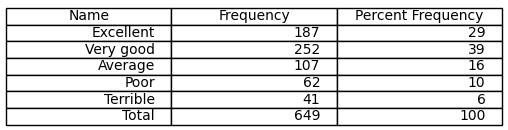 Name Frequency Percent Frequency
Excellent 187 29
Very good 252 39
Average 107 16
Poor 62 10
Terrible 41 6
Total 649 100